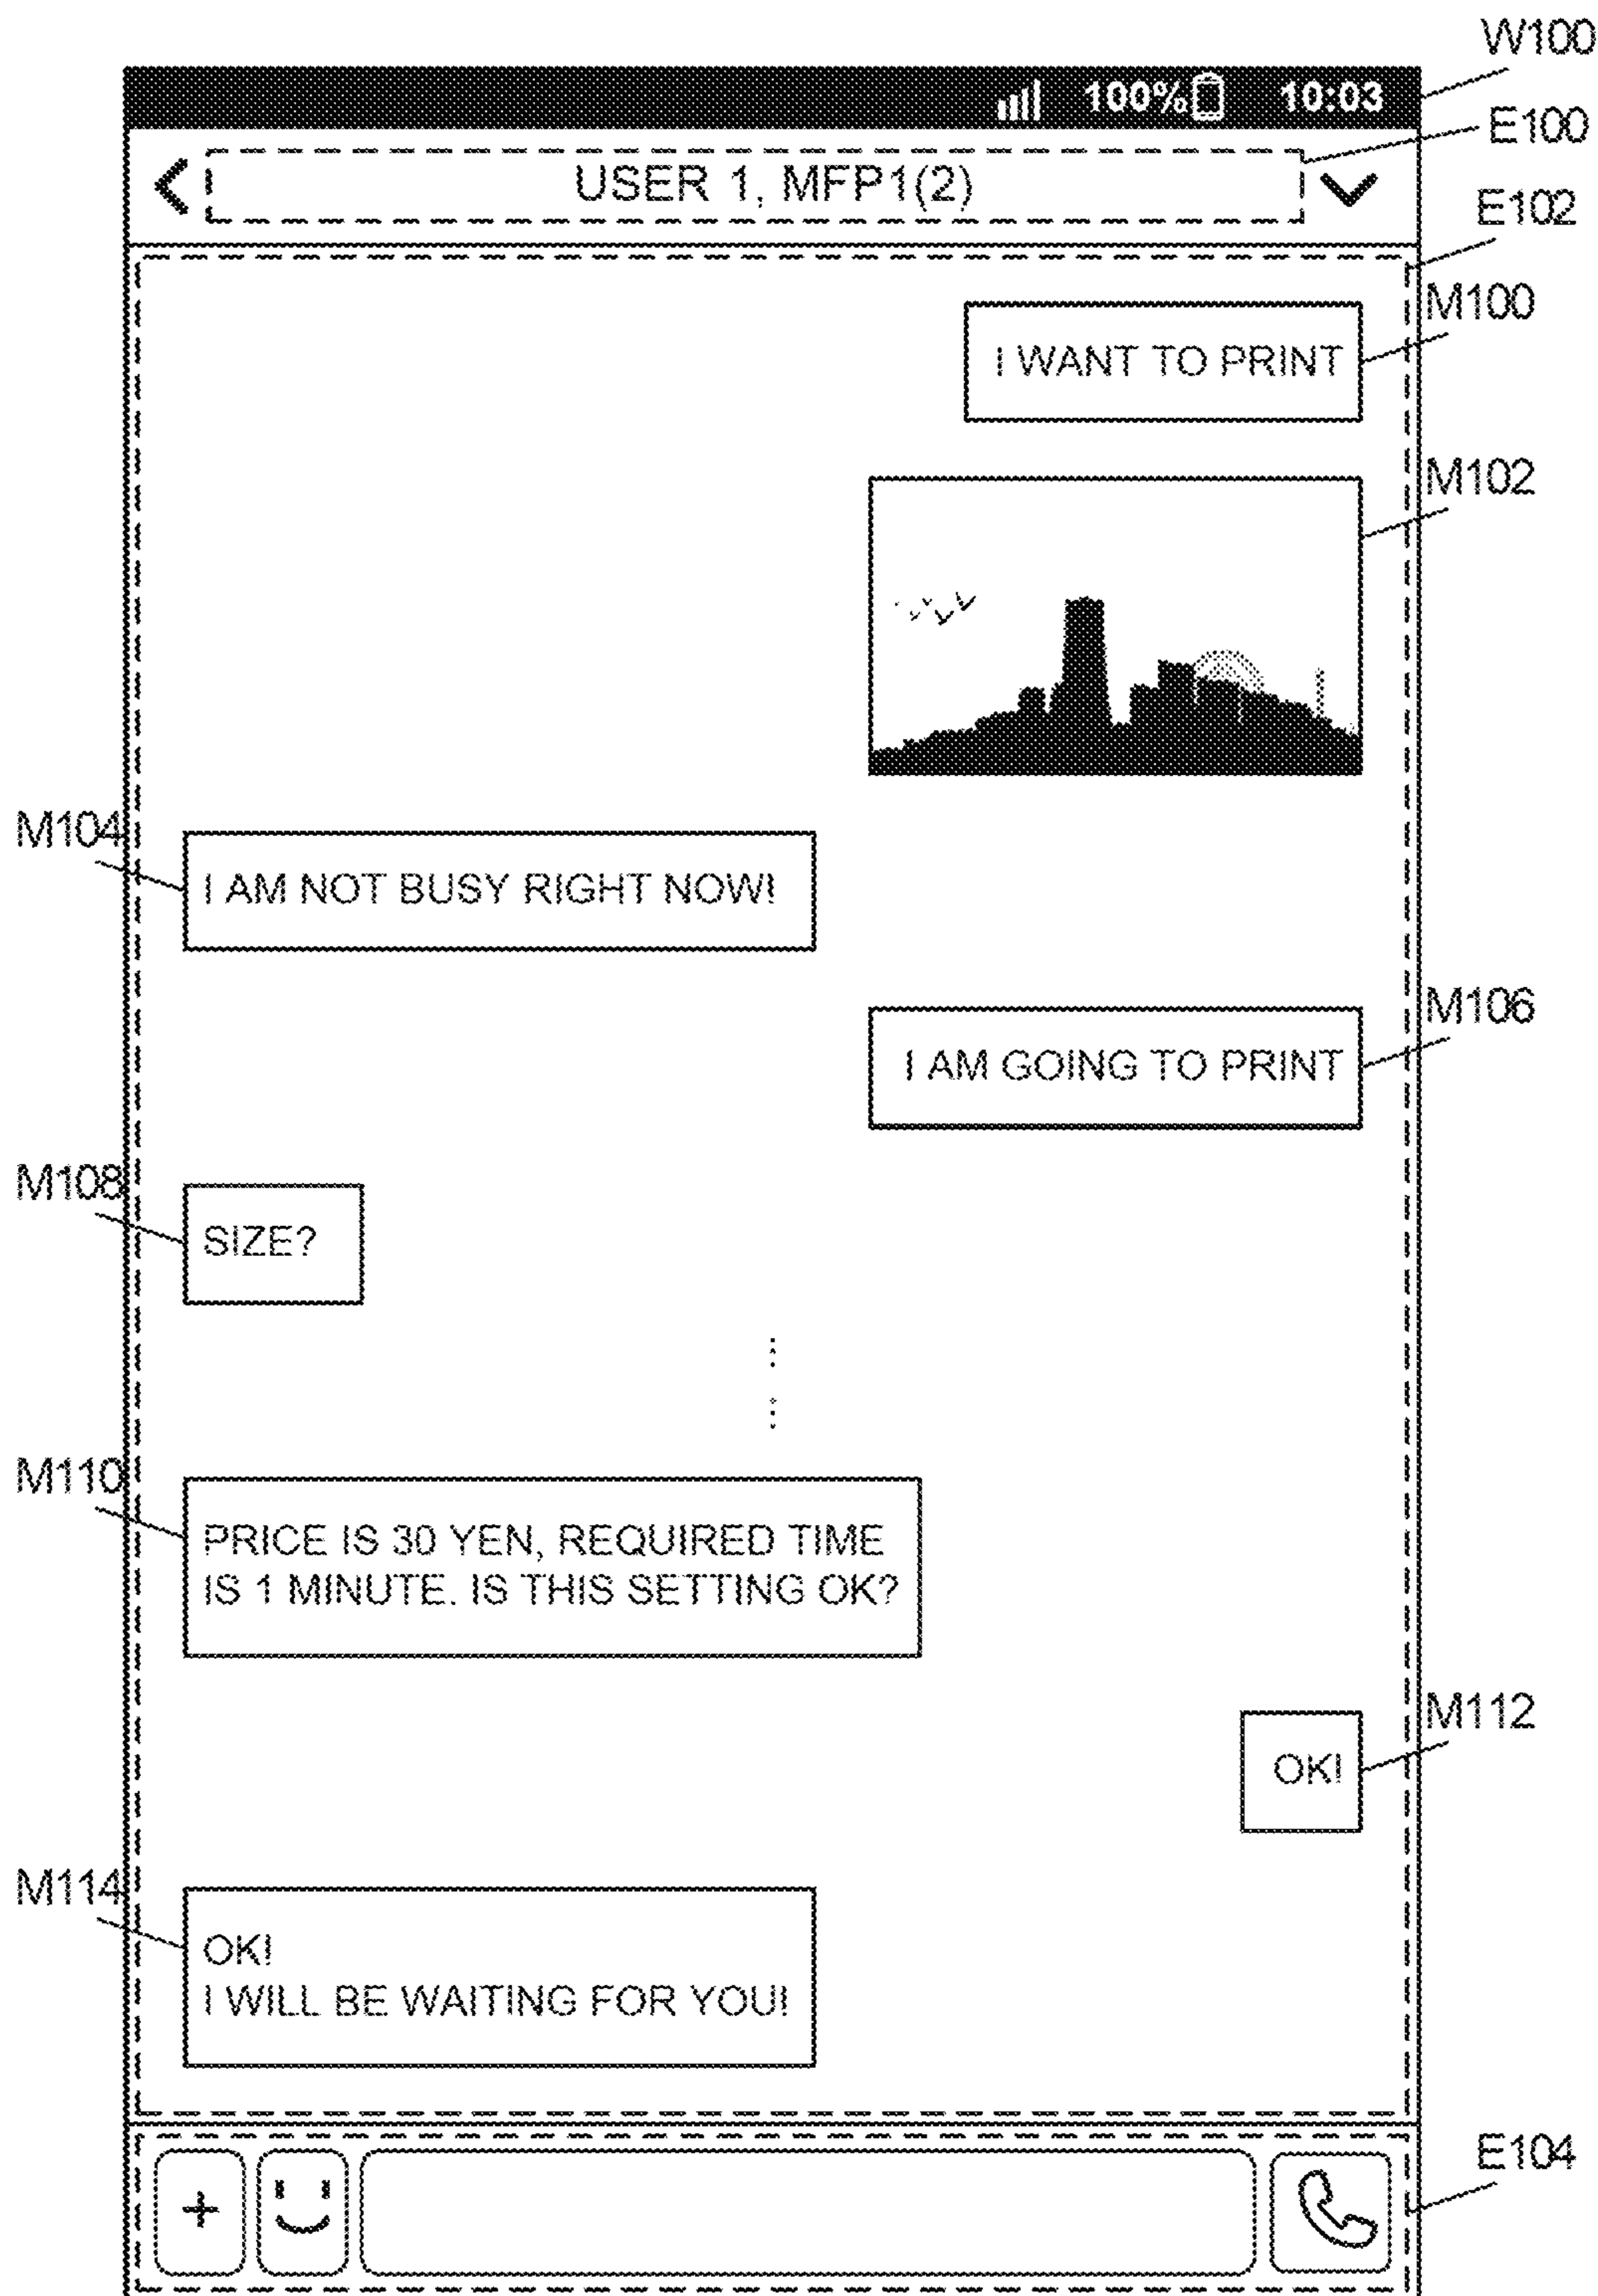 W100
100% 10:03
E100
USER 1, MFP1(2)
E102
M100
I WANT TO PRINT
M102
M104
I AM NOT BUSY RIGHT NOW!
M106
I AM GOING TO PRINT
M108
SIZE?
M110
PRICE IS 30 YEN, REQUIRED TIME
IS 1 MINUTE. IS THIS SETTING OK?
M112
OK!
M114
OK!
I WILL BE WAITING FOR YOU!
E104
+